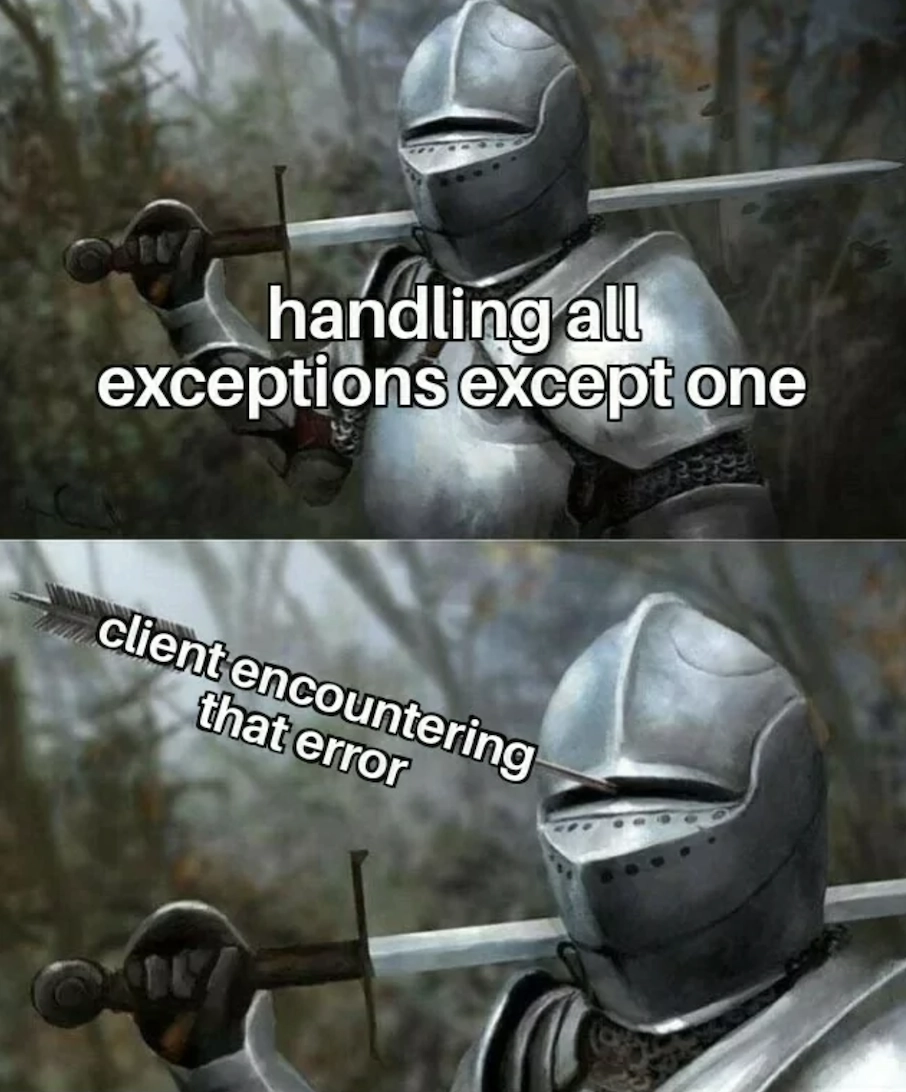 handling all
exceptions except one
client encountering
that error